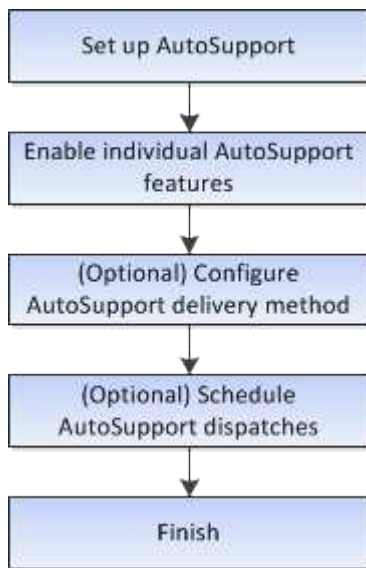 Set up AutoSupport
Enable individual AutoSupport
features
(Optional) Configure
AutoSupport delivery method
(Optional) Schedule
AutoSupport dispatches
Finish